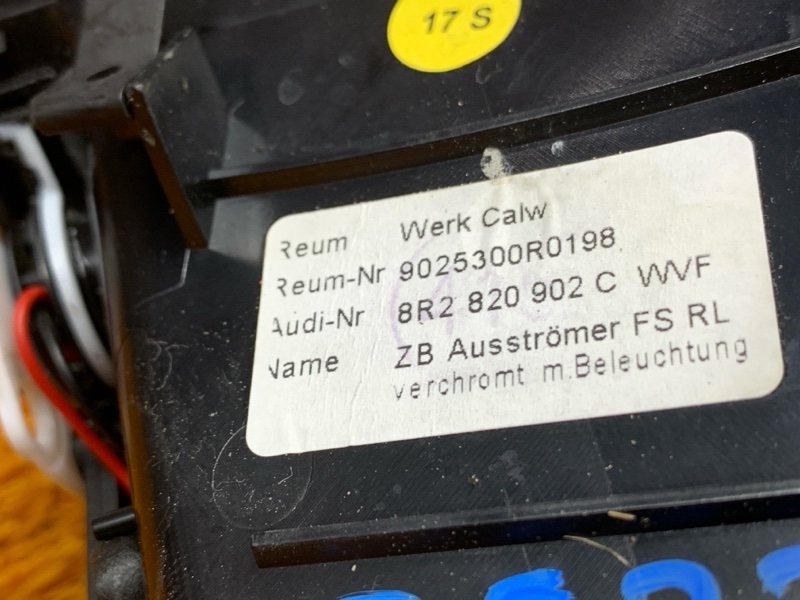 17 S
Reum Werk Calw
Reum-Nr 9025300R0198
Audi-Nr 8R2 820 902 C WVF
Name ZB Ausströmer FS RL
verchromt m.Beleuchtung